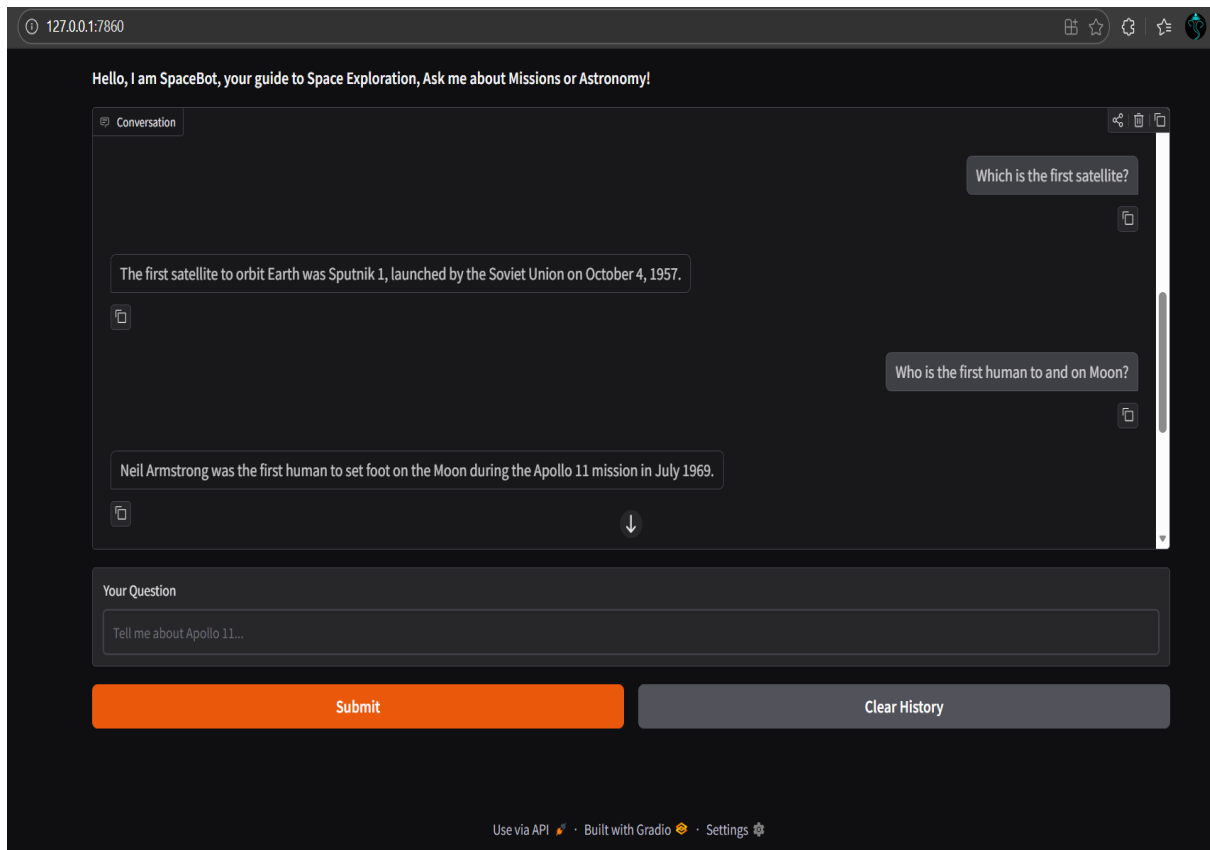 127.0.0.1:7860
Hello, I am SpaceBot, your guide to Space Exploration, Ask me about Missions or Astronomy!
Conversation
Which is the first satellite?
The first satellite to orbit Earth was Sputnik 1, launched by the Soviet Union on October 4, 1957.
Who is the first human to and on Moon?
Neil Armstrong was the first human to set foot on the Moon during the Apollo 11 mission in July 1969.
Your Question
Tell me about Apollo 11...
Submit Clear History
Use via API · Built with Gradio · Settings